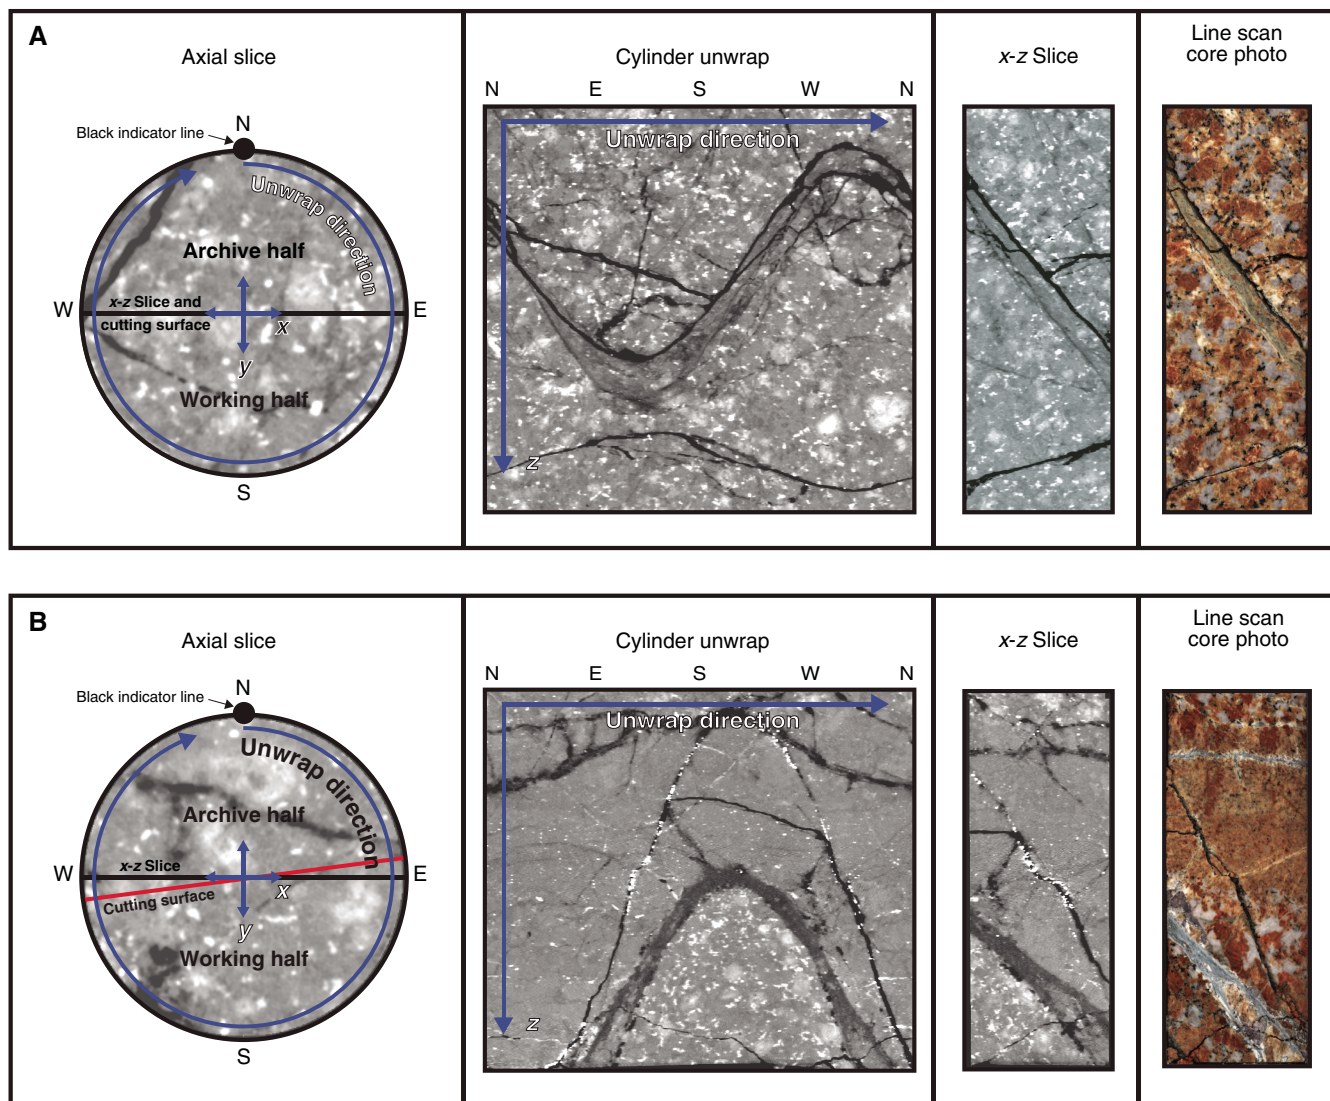 A
Axial slice
Cylinder unwrap
x-z Slice
Line scan
core photo
N E S W N
Black indicator line
N
Unwrap direction
Unwrap direction
Archive half
W
x-z Slice and
cutting surface
x
E
y
Working half
z
S
B
Axial slice
Cylinder unwrap
x-z Slice
Line scan
core photo
N E S W N
Black indicator line
N
Unwrap direction
Unwrap direction
Archive half
W
x-z Slice
x
E
Cutting surface
y
Working half
z
S